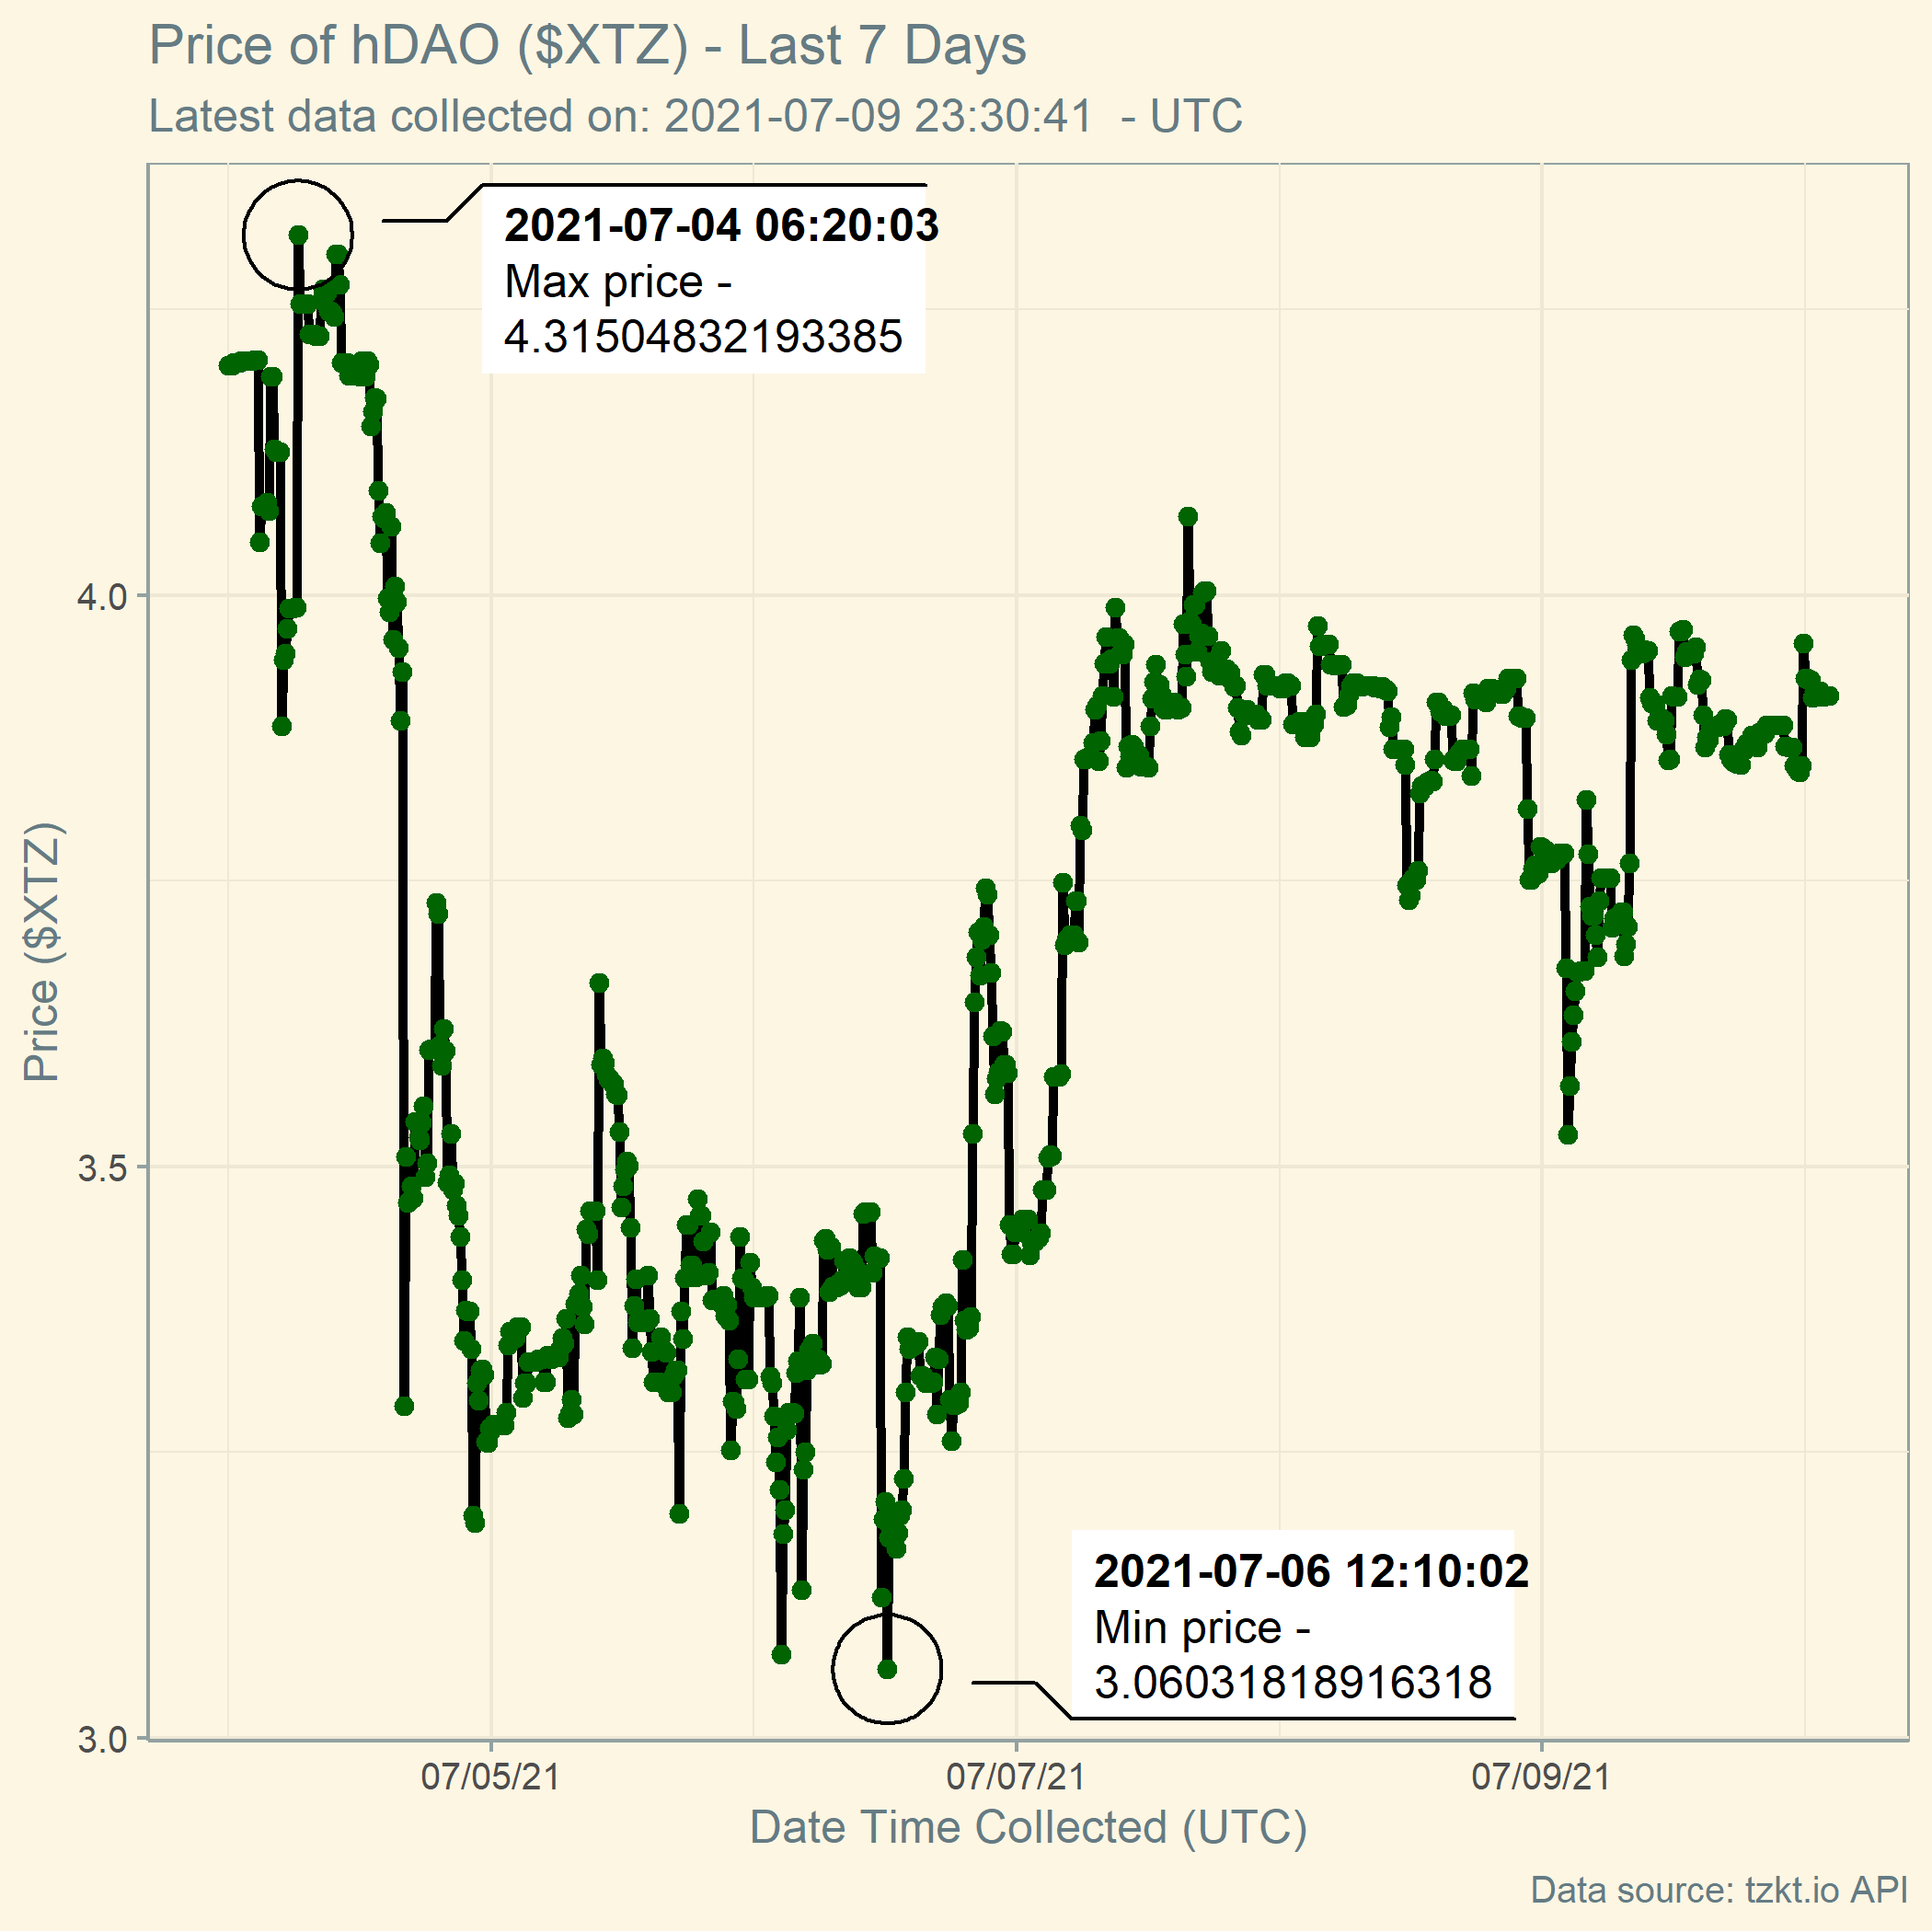 Price of hDAO ($XTZ) - Last 7 Days
Latest data collected on: 2021-07-09 23:30:41  - UTC
2021-07-04 06:20:03
Max price -
4.31504832193385
4.0
Price ($XTZ)
3.5
2021-07-06 12:10:02
Min price -
3.06031818916318
3.0
07/05/21
07/07/21
07/09/21
Date Time Collected (UTC)
Data source: tzkt.io API